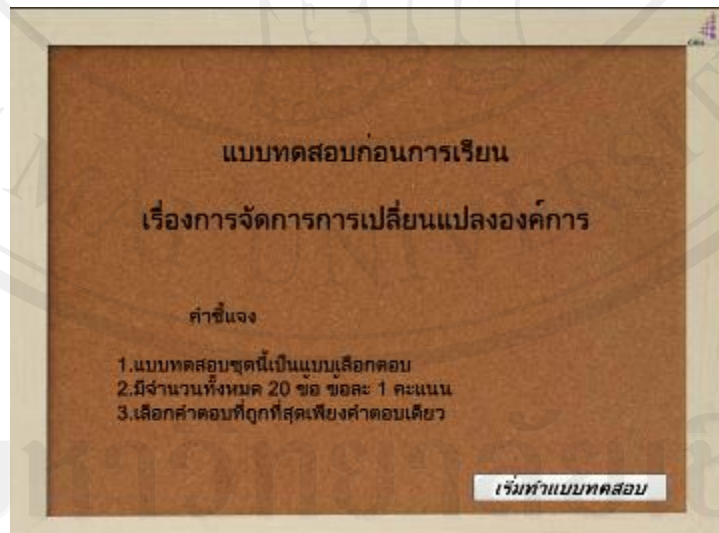 แบบทดสอบก่อนการเรียน
เรื่องการจัดการการเปลี่ยนแปลงองค์การ
คำชี้แจง
1.แบบทดสอบชุดนี้เป็นแบบเลือกตอบ
2.มีจำนวนทั้งหมด 20 ข้อ ข้อละ 1 คะแนน
3.เลือกคำตอบที่ถูกที่สุดเพียงคำตอบเดียว
เริ่มทำแบบทดสอบ